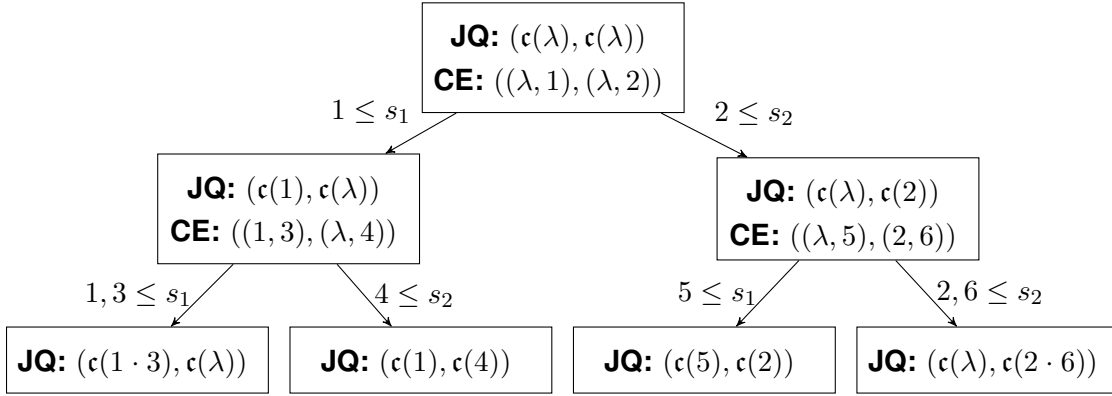 JQ: (𝔠(λ), 𝔠(λ))
CE: ((λ, 1), (λ, 2))
1 ≤ s₁
2 ≤ s₂
JQ: (𝔠(1), 𝔠(λ))
CE: ((1, 3), (λ, 4))
JQ: (𝔠(λ), 𝔠(2))
CE: ((λ, 5), (2, 6))
1, 3 ≤ s₁
4 ≤ s₂
5 ≤ s₁
2, 6 ≤ s₂
JQ: (𝔠(1 · 3), 𝔠(λ))
JQ: (𝔠(1), 𝔠(4))
JQ: (𝔠(5), 𝔠(2))
JQ: (𝔠(λ), 𝔠(2 · 6))